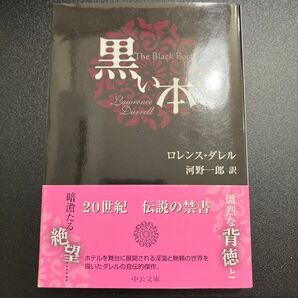 黒い本
The Black Book
Lawrence
Durrell
ロレンス・ダレル
河野一郎 訳
熾烈な背徳と
暗澹たる絶望……
20世紀 伝説の禁書
ホテルを舞台に展開される淫蕩と無頼の世界を
描いたダレルの自伝的傑作。
中公文庫